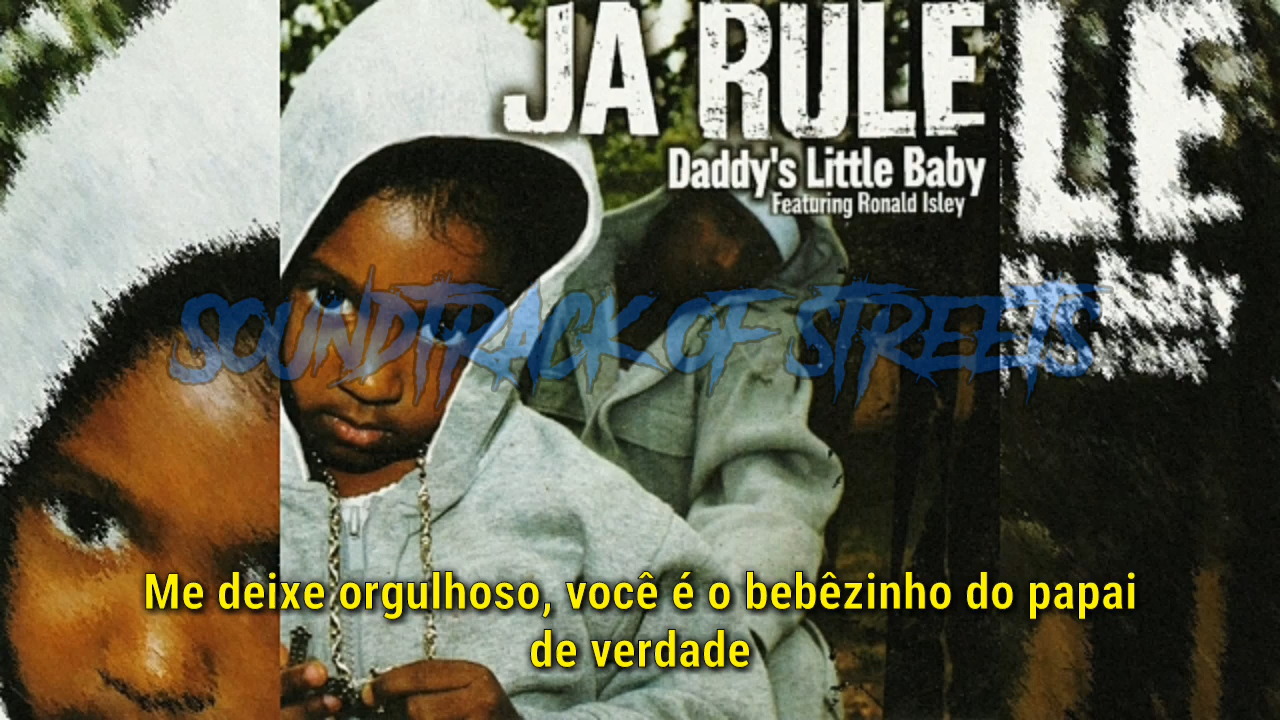 JA RULE
LE
Daddy's Little Baby
Featuring Ronald Isley
SOUNDTRACK OF STREETS
Me deixe orgulhoso, você é o bebêzinho do papai
de verdade